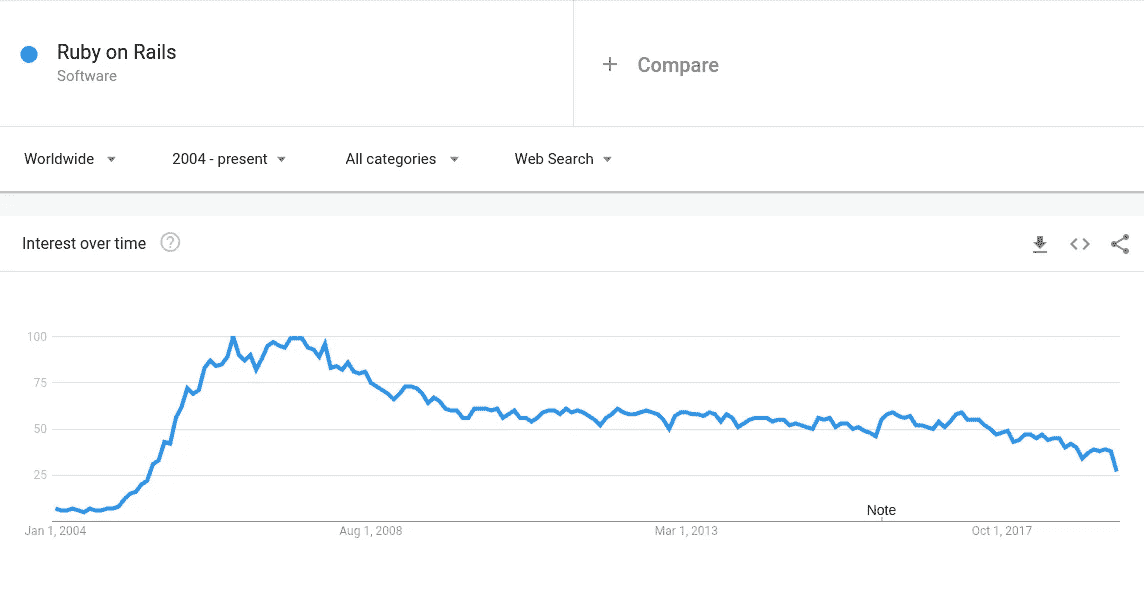 Ruby on Rails
Software
+ Compare
Worldwide
2004 - present
All categories
Web Search
Interest over time ?
100
75
50
25
Note
Jan 1, 2004
Aug 1, 2008
Mar 1, 2013
Oct 1, 2017